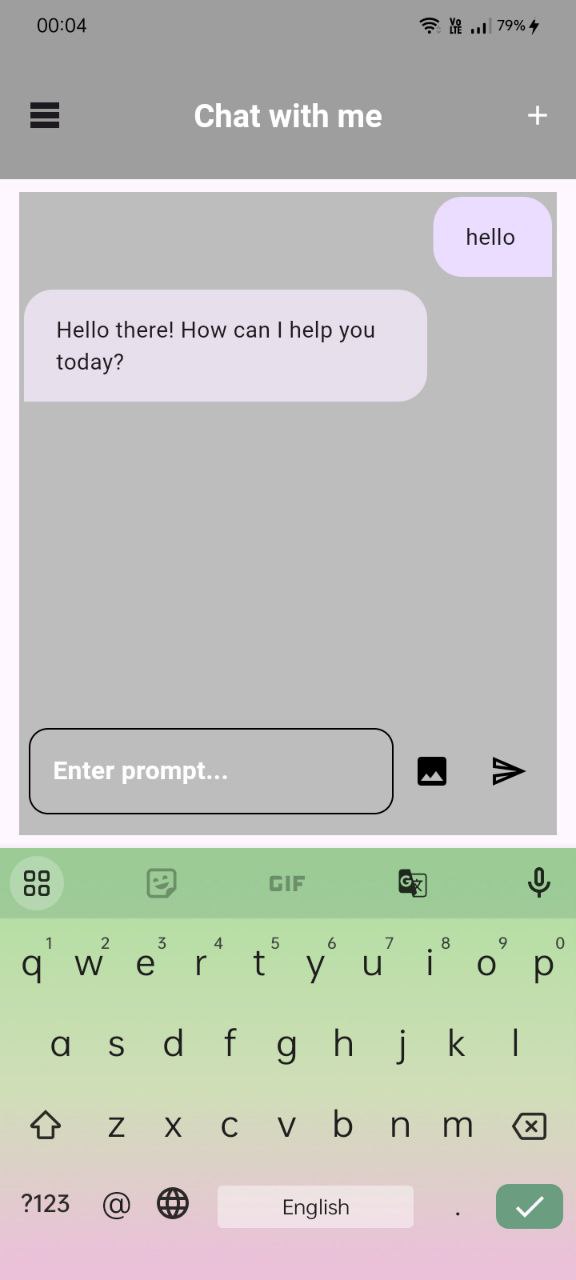 00:04
Vo
LTE
79%
Chat with me
hello
Hello there! How can I help you
today?
Enter prompt...
GIF
G
1 2 3 4 5 6 7 8 9 0
q w e r t y u i o p
a s d f g h j k l
z x c v b n m
?123 @ English .